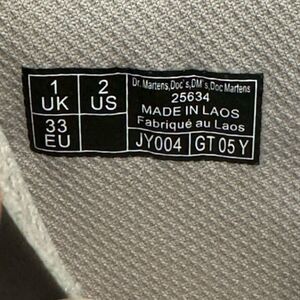 1 UK
2 US
33 EU
Dr. Martens,Doc's,DM's,Doc Martens
25634
MADE IN LAOS
Fabriqué au Laos
JY004 GT 05 Y